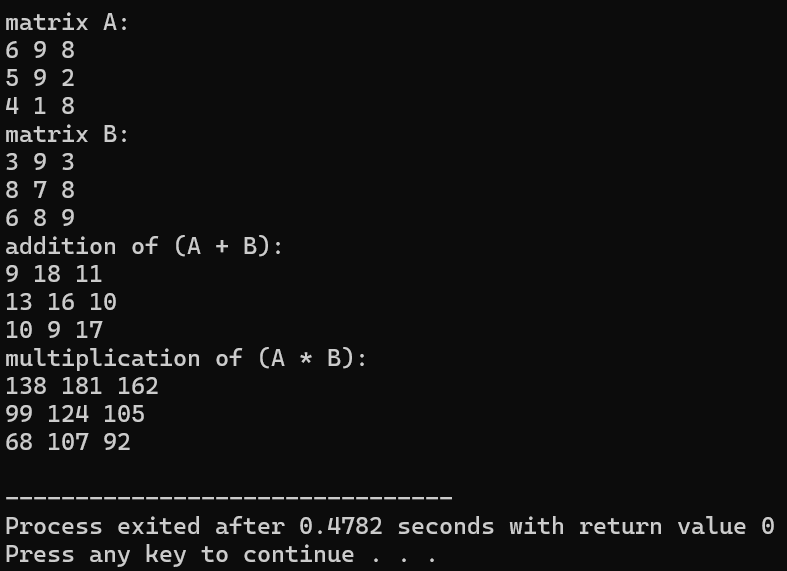 matrix A:
6 9 8
5 9 2
4 1 8
matrix B:
3 9 3
8 7 8
6 8 9
addition of (A + B):
9 18 11
13 16 10
10 9 17
multiplication of (A * B):
138 181 162
99 124 105
68 107 92
--------------------------------
Process exited after 0.4782 seconds with return value 0
Press any key to continue . . .